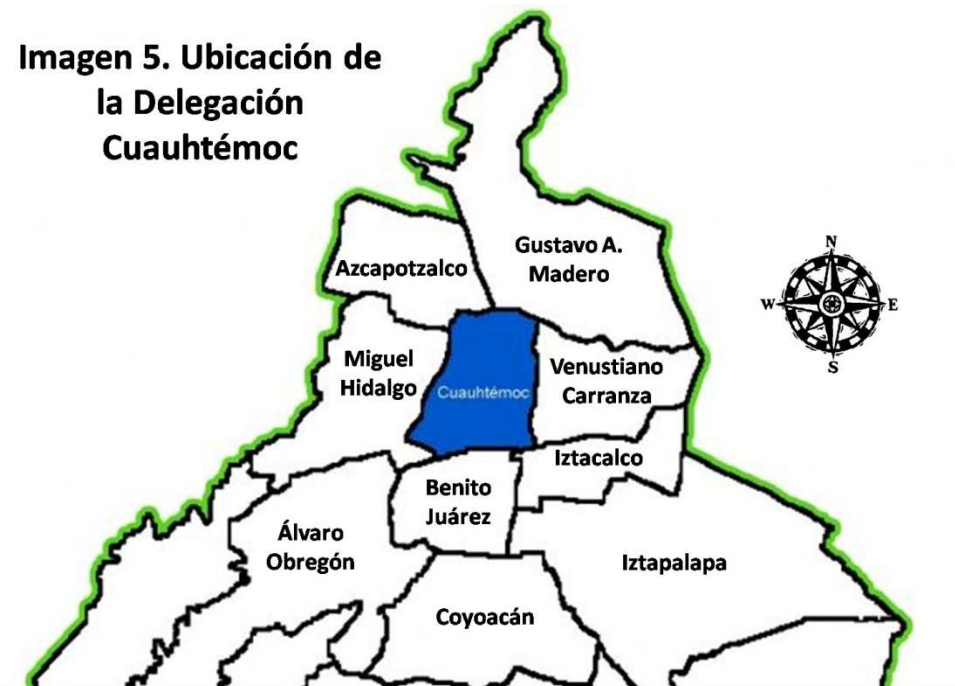 Imagen 5. Ubicación de
la Delegación
Cuauhtémoc
Gustavo A.
Madero
Azcapotzalco
N
W
E
S
Miguel
Hidalgo
Cuauhtémoc
Venustiano
Carranza
Iztacalco
Benito
Juárez
Álvaro
Obregón
Iztapalapa
Coyoacán